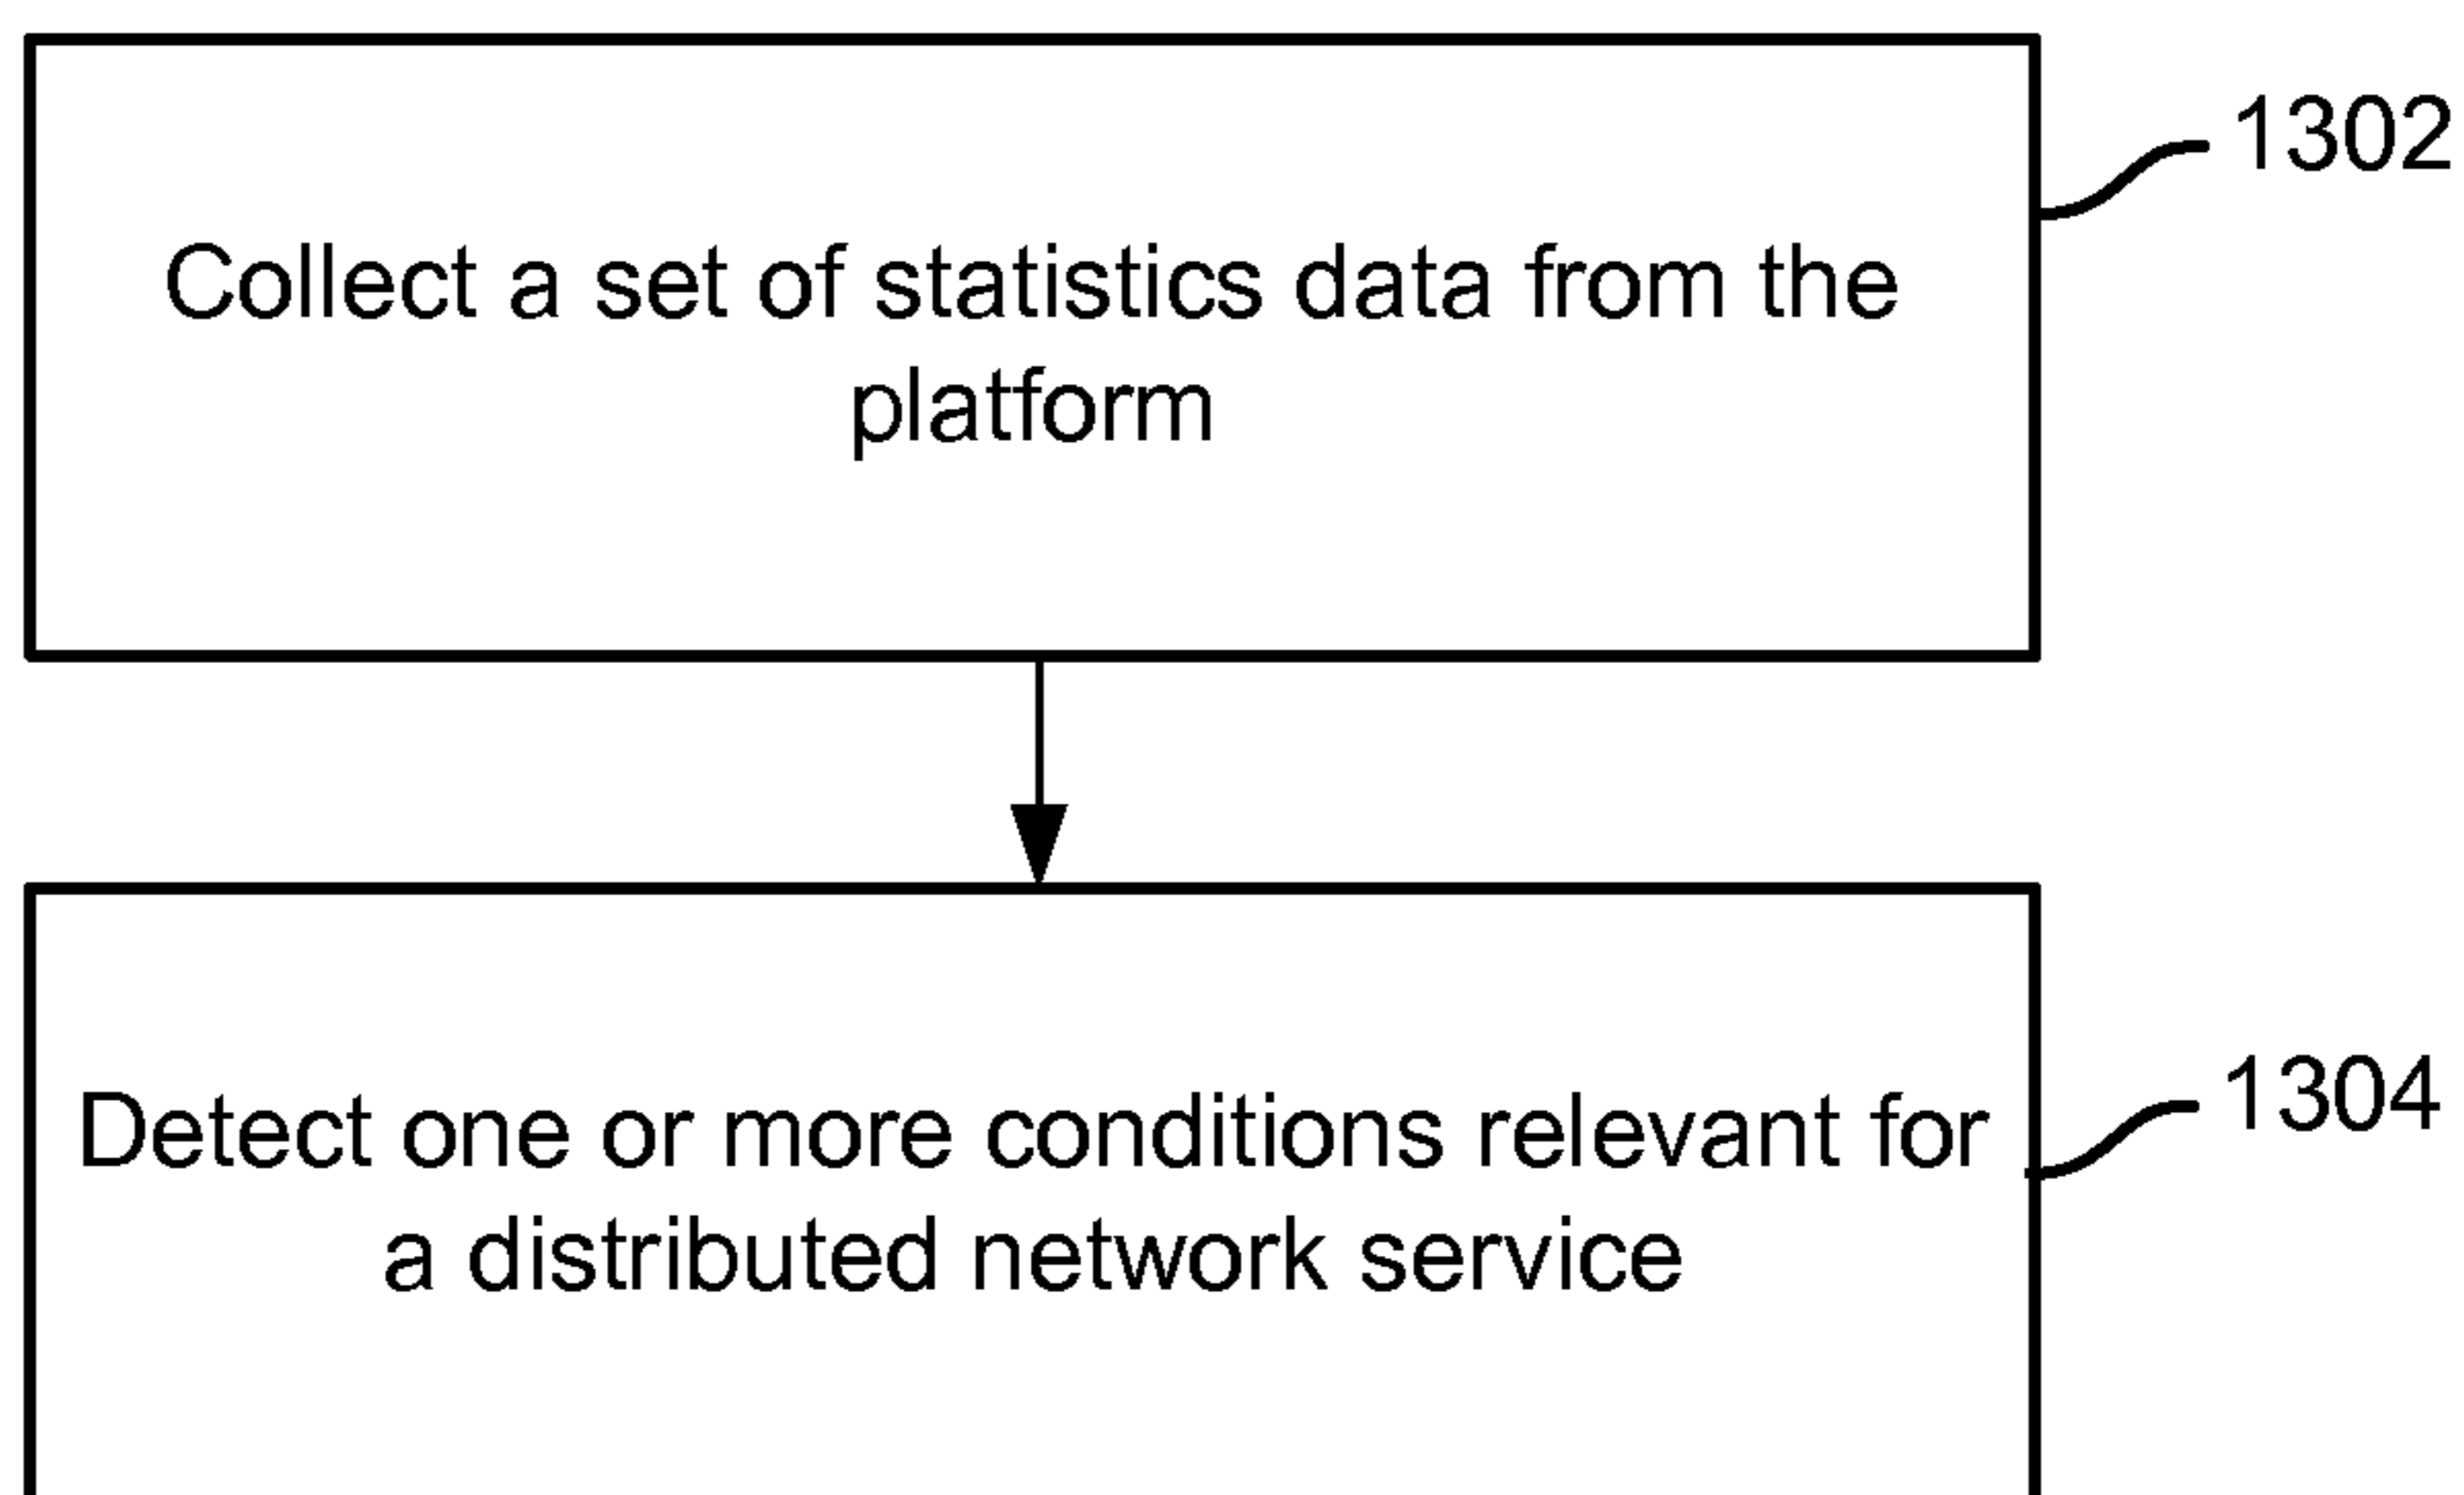 1302
Collect a set of statistics data from the
platform
1304
Detect one or more conditions relevant for
a distributed network service